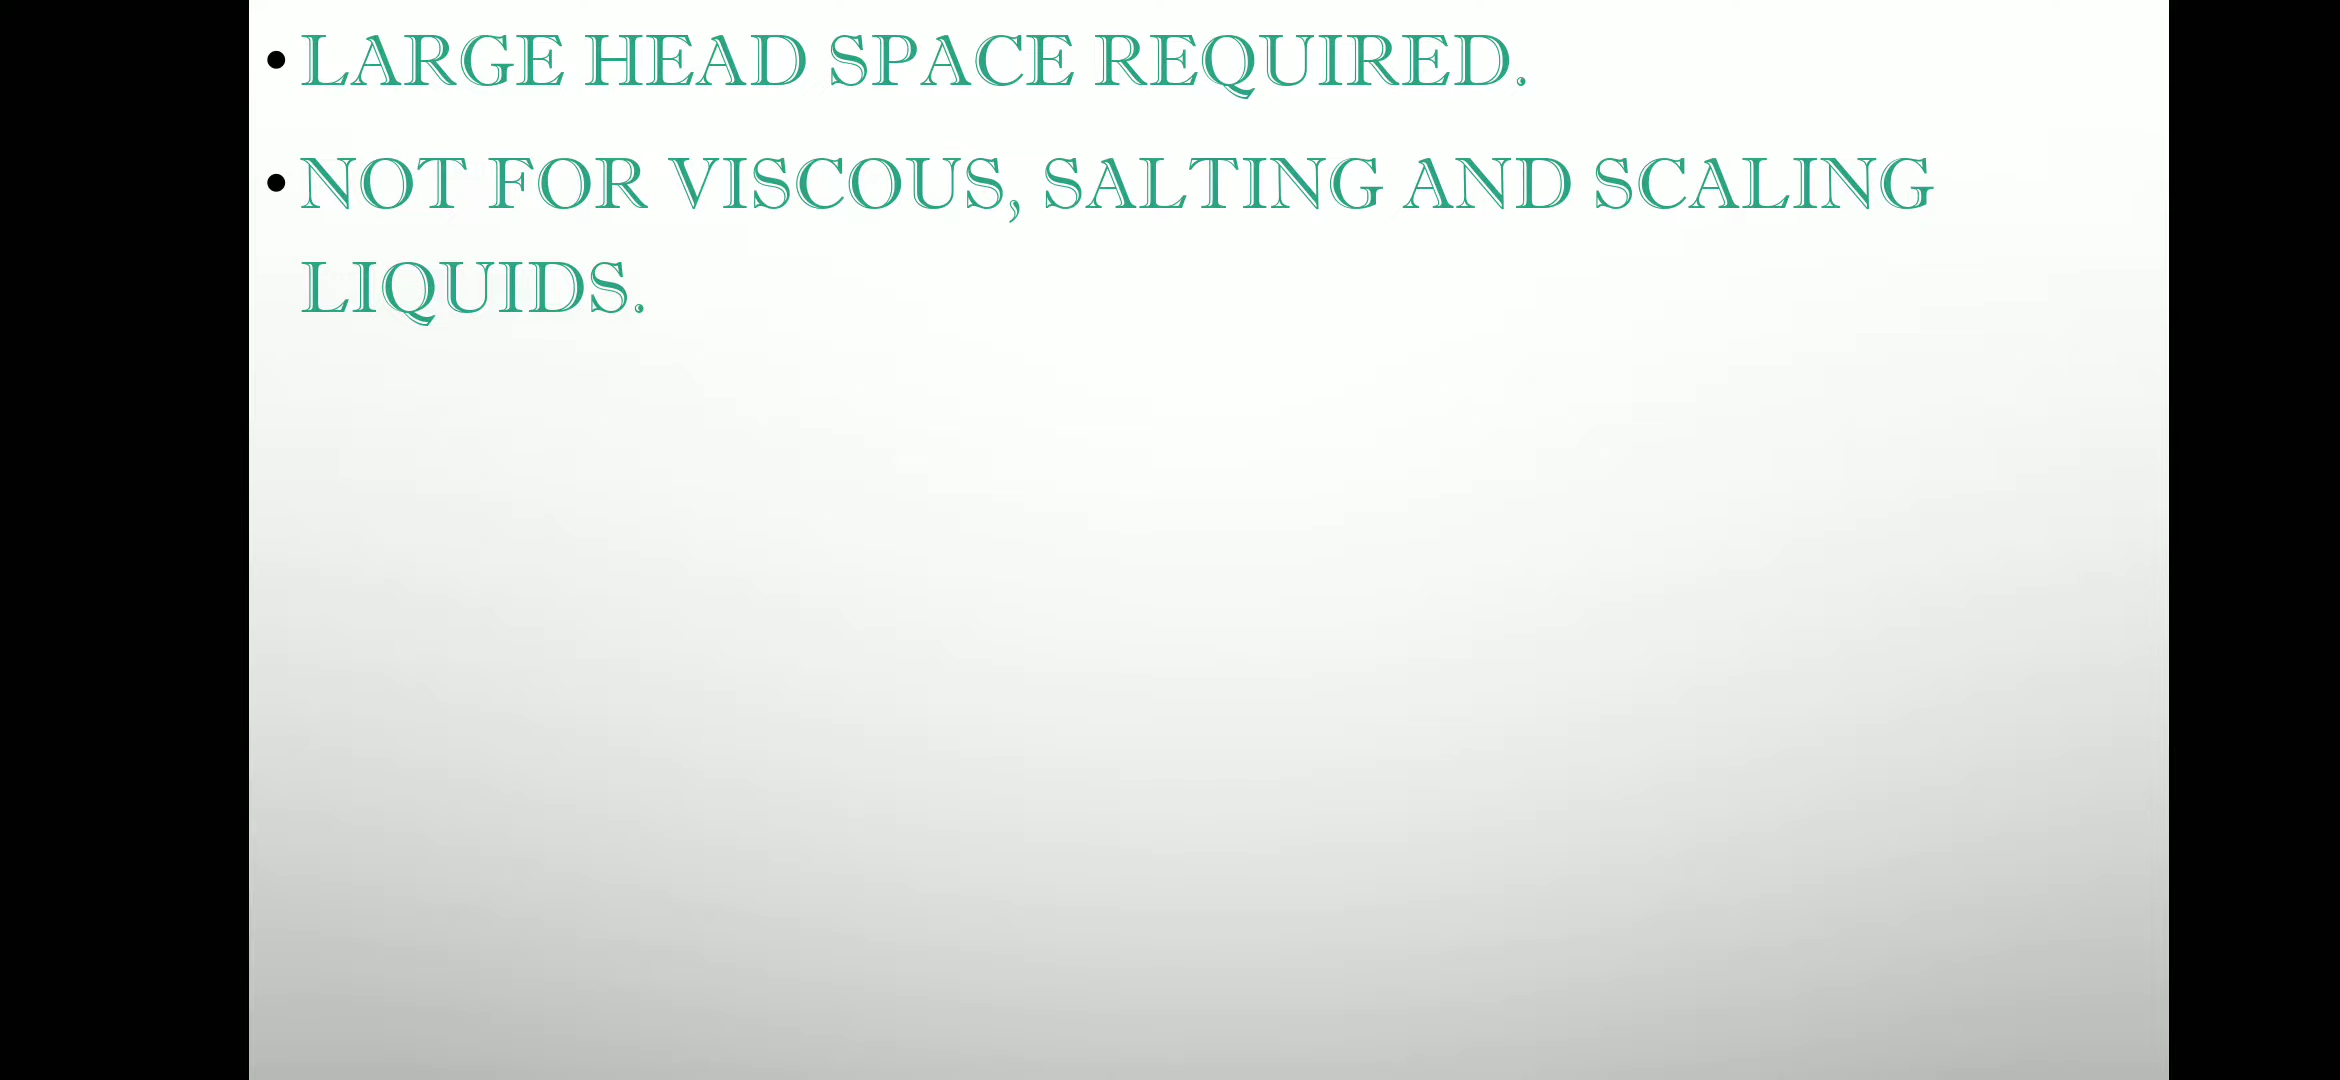 • LARGE HEAD SPACE REQUIRED.
• NOT FOR VISCOUS, SALTING AND SCALING
LIQUIDS.